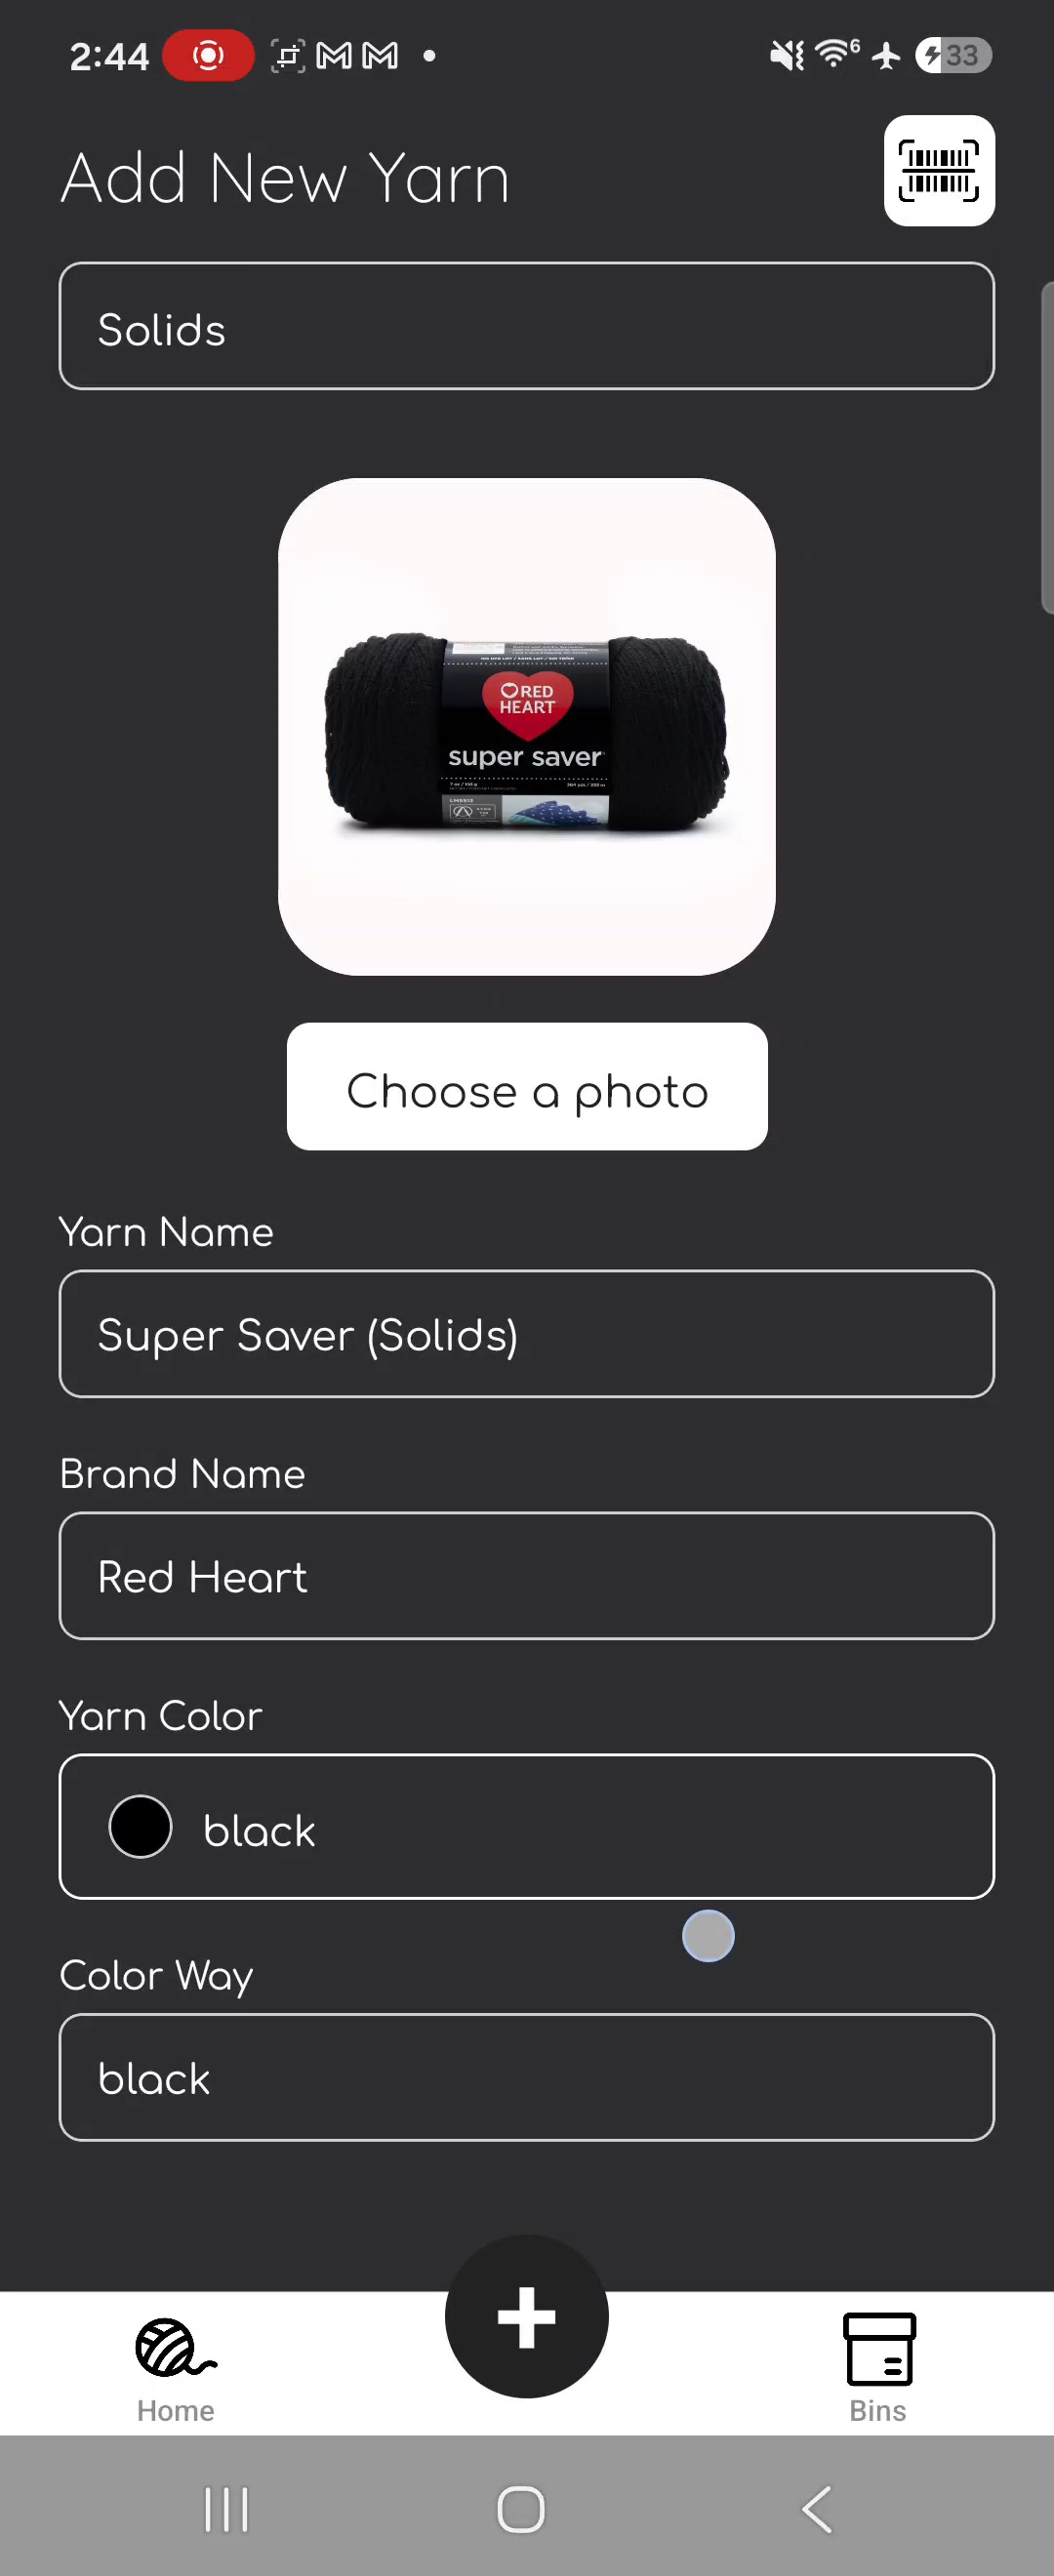 2:44
6
33
Add New Yarn
Solids
RED
HEART
super saver
Choose a photo
Yarn Name
Super Saver (Solids)
Brand Name
Red Heart
Yarn Color
black
Color Way
black
Home
Bins